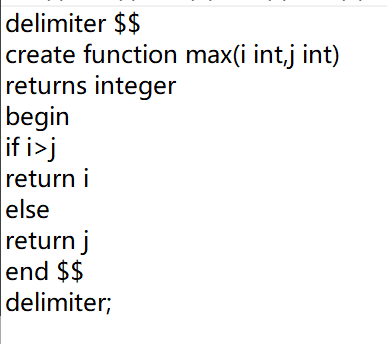 delimiter $$
create function max(i int,j int)
returns integer
begin
if i>j
return i
else
return j
end $$
delimiter;